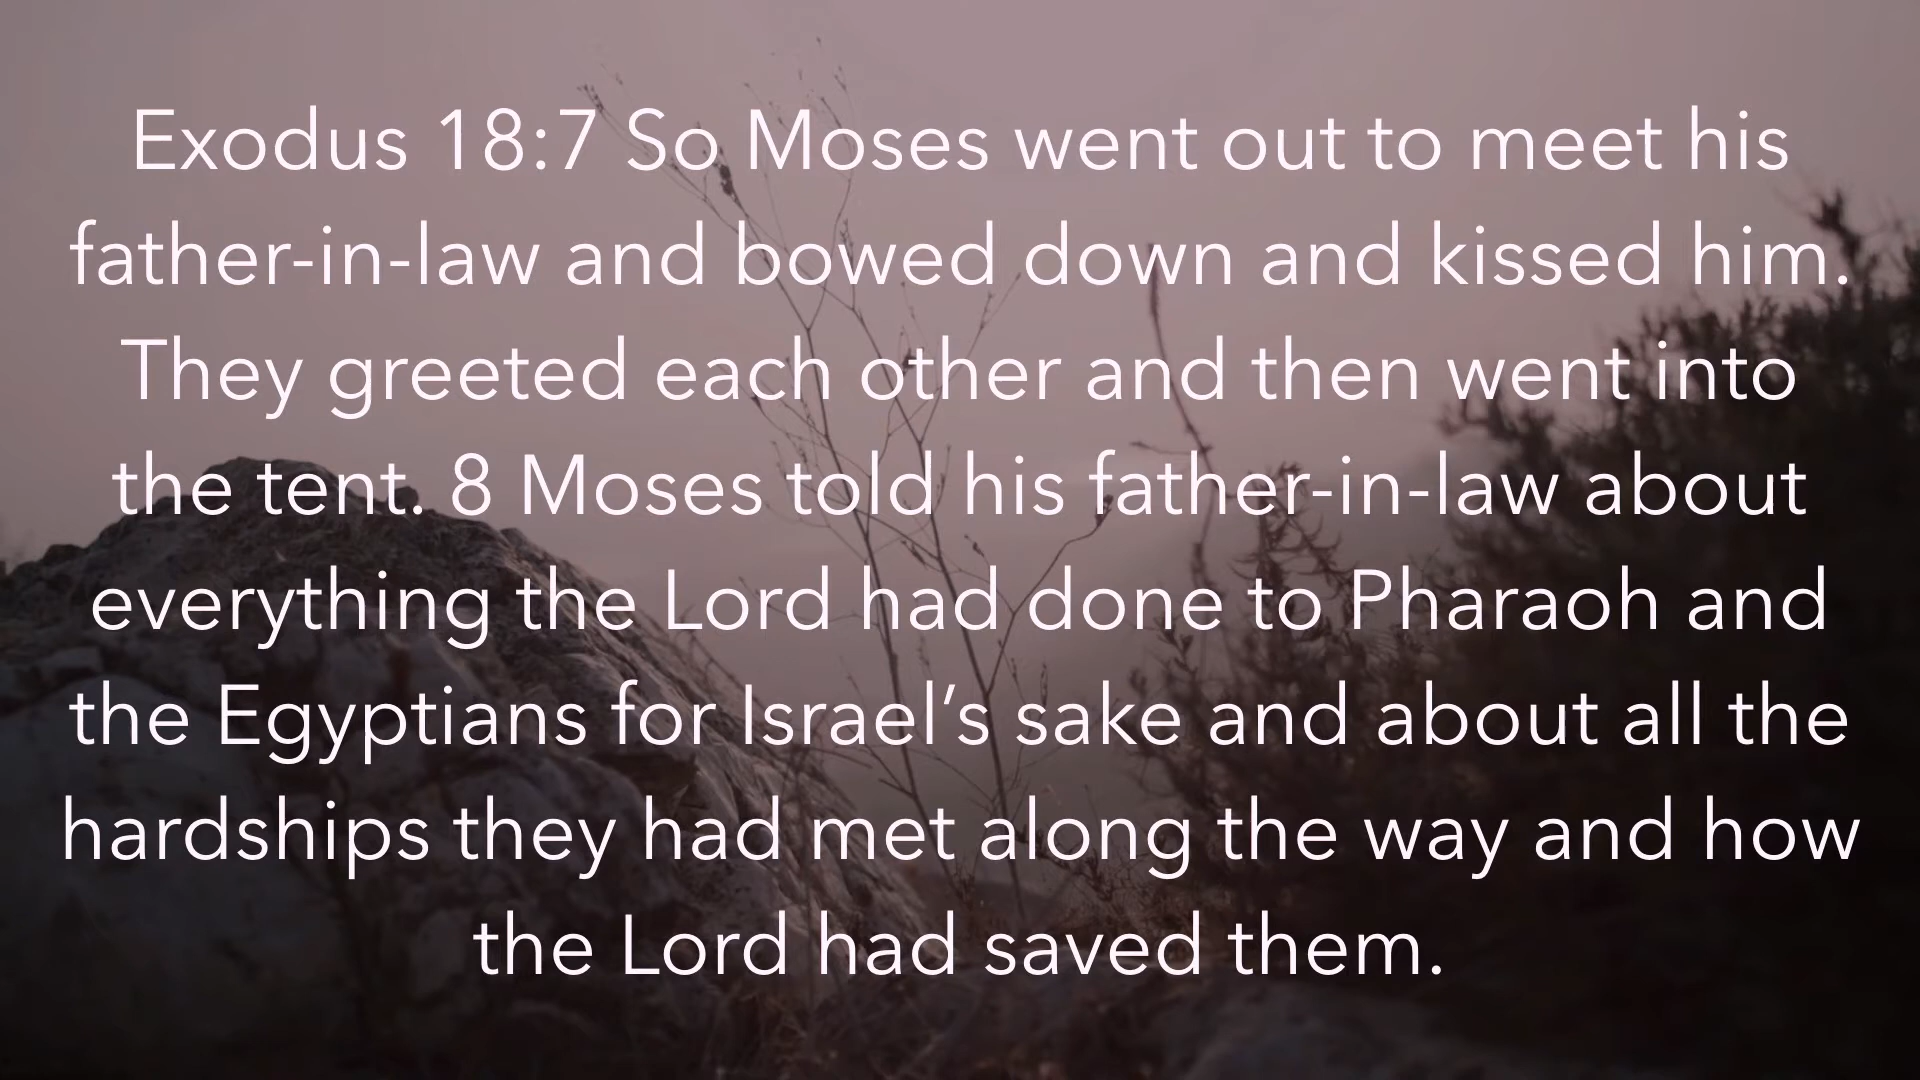 Exodus 18:7 So Moses went out to meet his
father-in-law and bowed down and kissed him.
They greeted each other and then went into
the tent. 8 Moses told his father-in-law about
everything the Lord had done to Pharaoh and
the Egyptians for Israel’s sake and about all the
hardships they had met along the way and how
the Lord had saved them.